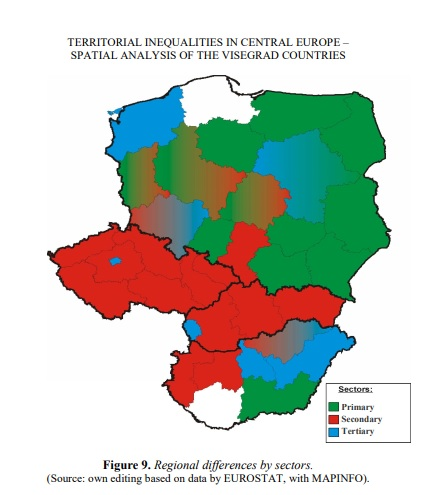 TERRITORIAL INEQUALITIES IN CENTRAL EUROPE –
SPATIAL ANALYSIS OF THE VISEGRAD COUNTRIES
Sectors:
Primary
Secondary
Tertiary
Figure 9. Regional differences by sectors.
(Source: own editing based on data by EUROSTAT, with MAPINFO).